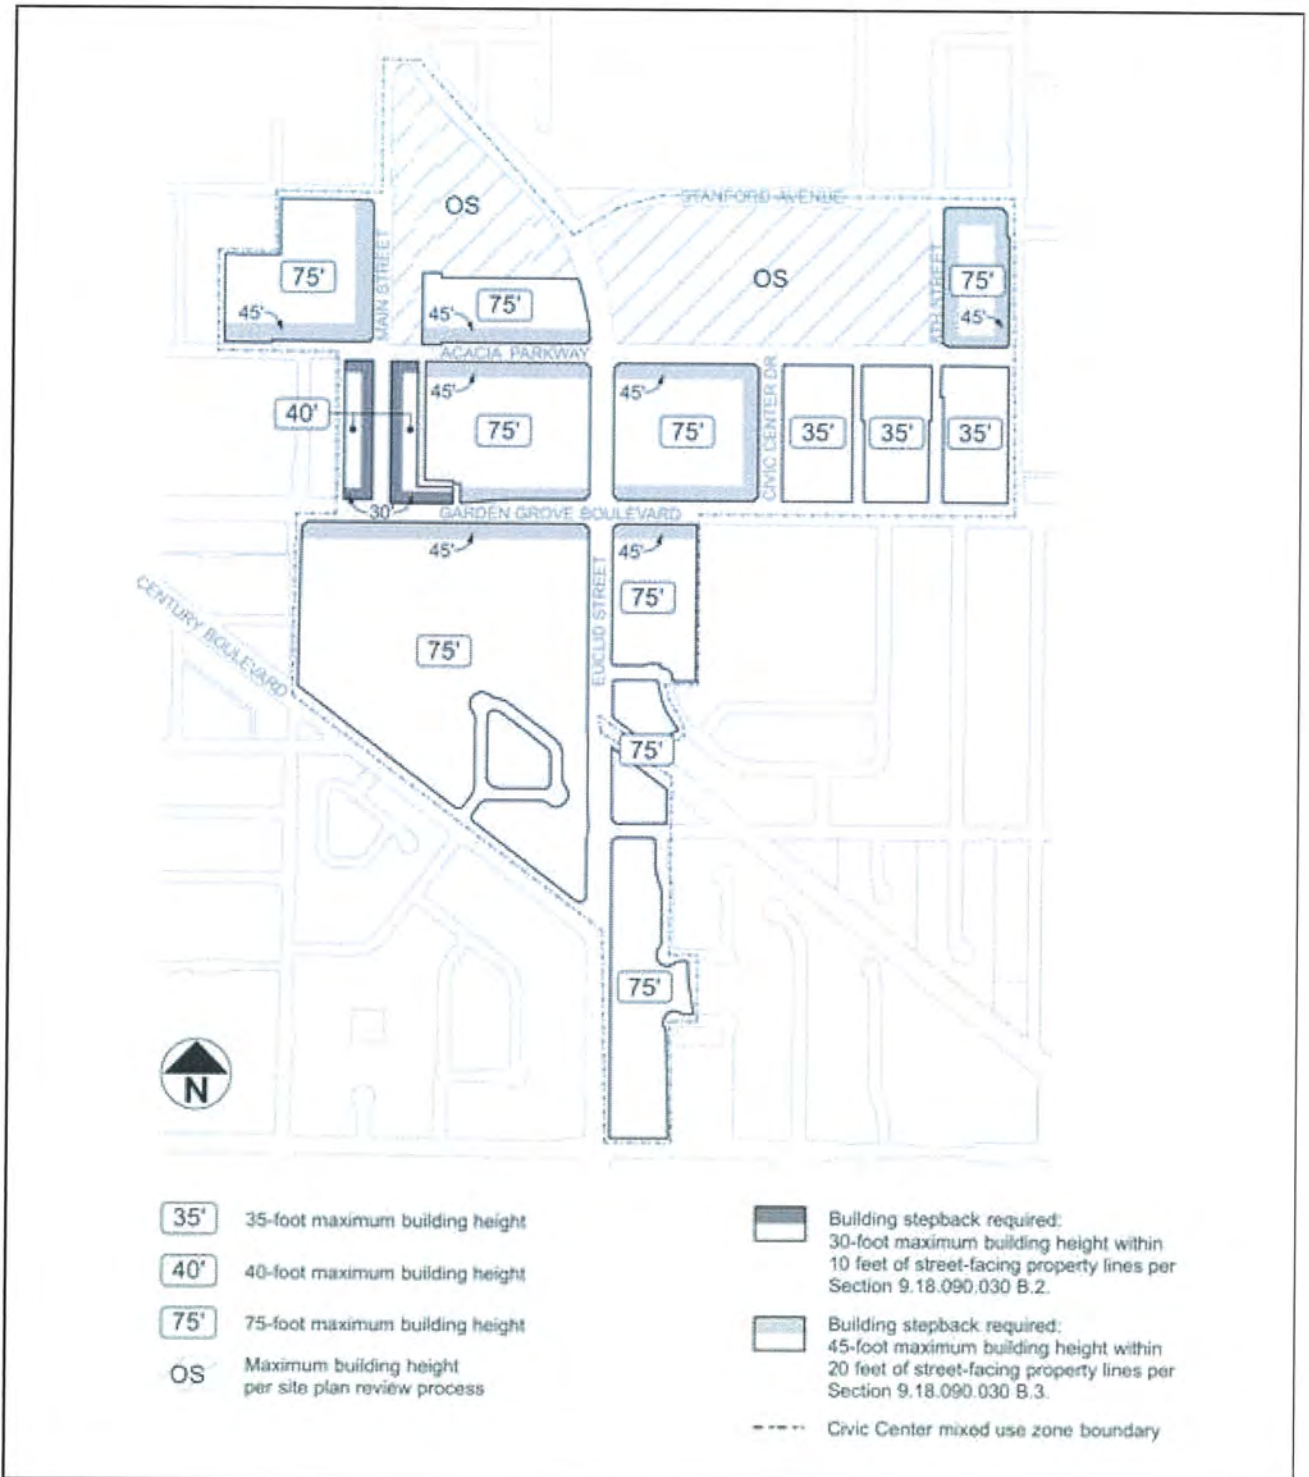 OS
STANFORD AVENUE
MAIN STREET
75'
45'
75'
45'
OS
8TH STREET
75'
45'
ACACIA PARKWAY
40'
45'
75'
45'
75'
CIVIC CENTER DR
35'
35'
35'
30'
GARDEN GROVE BOULEVARD
45'
45'
75'
EUCLID STREET
CENTURY BOULEVARD
75'
75'
75'
N
35' 35-foot maximum building height
40' 40-foot maximum building height
75' 75-foot maximum building height
OS Maximum building height
per site plan review process
Building stepback required:
30-foot maximum building height within
10 feet of street-facing property lines per
Section 9.18.090.030 B.2.
Building stepback required:
45-foot maximum building height within
20 feet of street-facing property lines per
Section 9.18.090.030 B.3.
Civic Center mixed use zone boundary